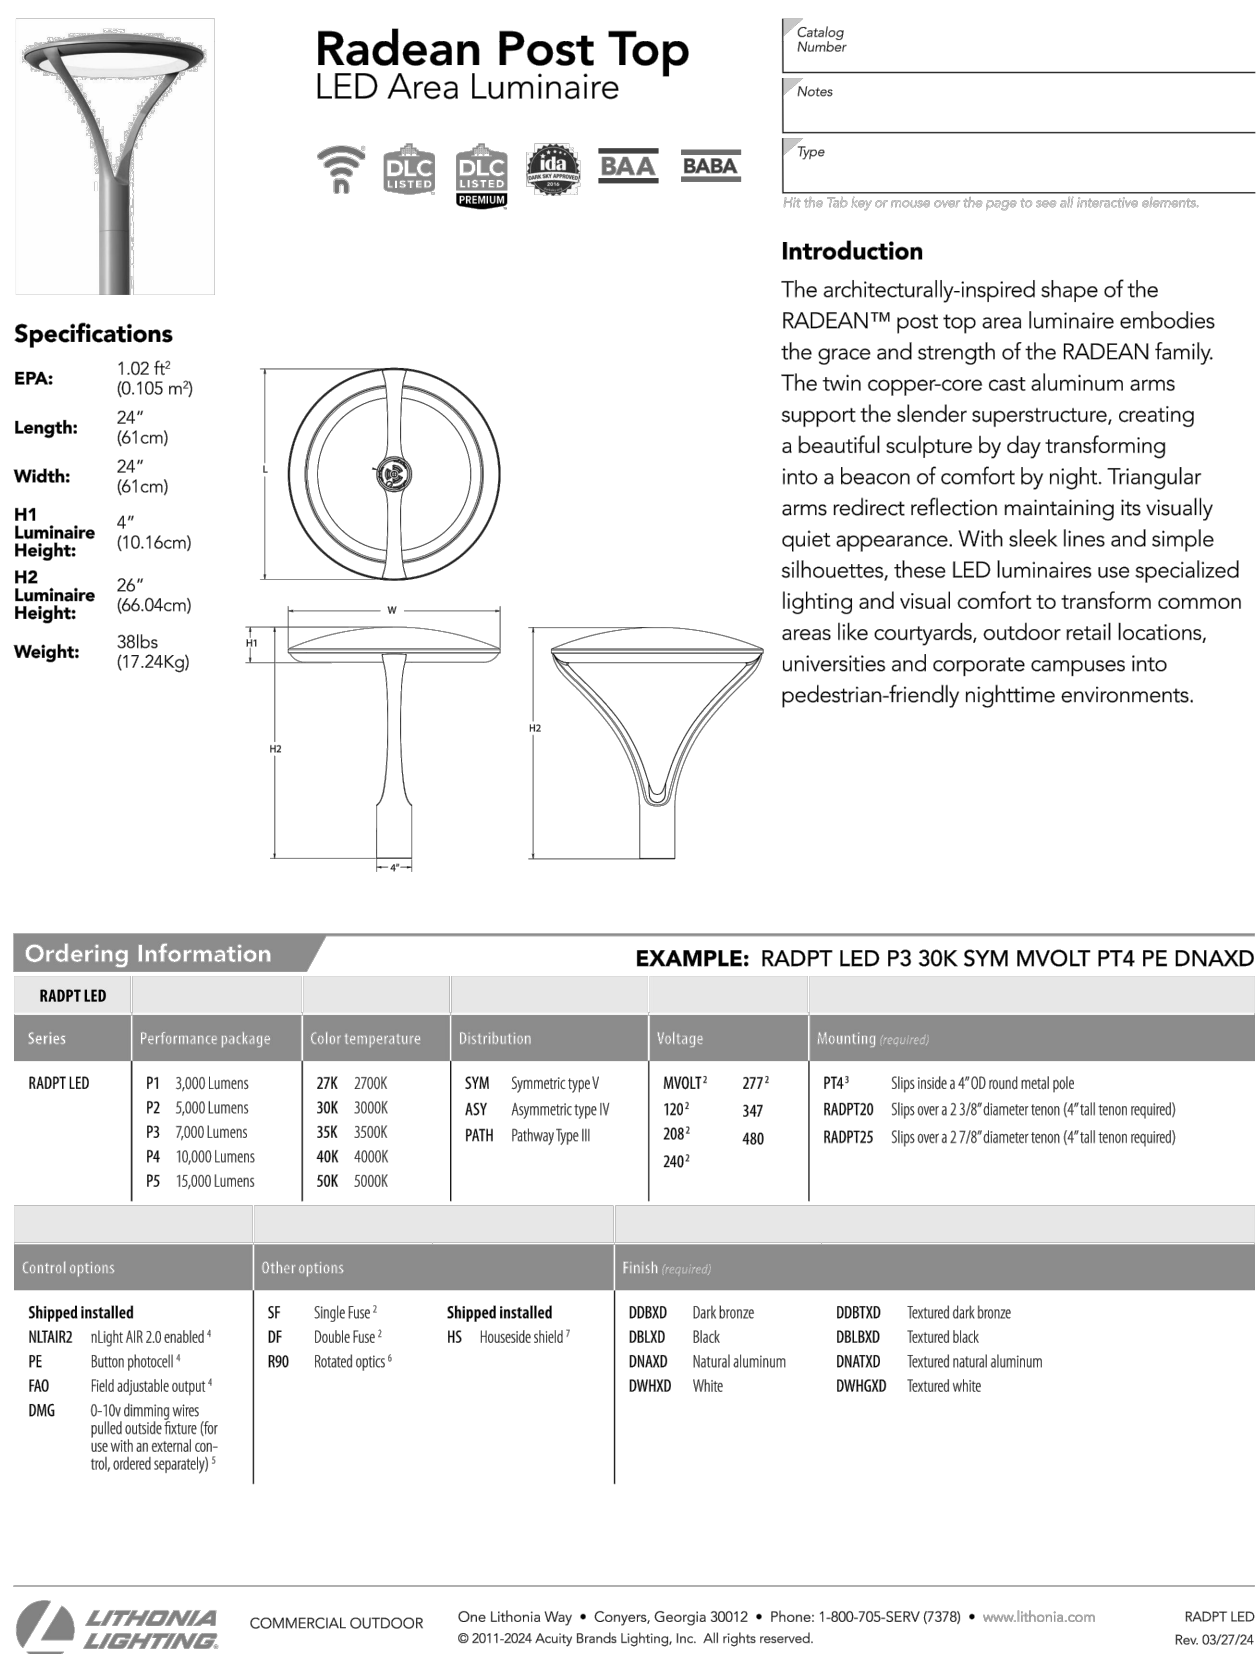 Radean Post Top
LED Area Luminaire
Catalog
Number
Notes
Type
Hit the Tab key or mouse over the page to see all interactive elements.
n
DLC
LISTED
DLC
LISTED
PREMIUM
ida
DARK SKY APPROVED
2016
BAA
BABA
Introduction
The architecturally-inspired shape of the
RADEAN™ post top area luminaire embodies
the grace and strength of the RADEAN family.
The twin copper-core cast aluminum arms
support the slender superstructure, creating
a beautiful sculpture by day transforming
into a beacon of comfort by night. Triangular
arms redirect reflection maintaining its visually
quiet appearance. With sleek lines and simple
silhouettes, these LED luminaires use specialized
lighting and visual comfort to transform common
areas like courtyards, outdoor retail locations,
universities and corporate campuses into
pedestrian-friendly nighttime environments.
Specifications
EPA: 1.02 ft²
(0.105 m²)
Length: 24”
(61cm)
Width: 24”
(61cm)
H1
Luminaire
Height: 4”
(10.16cm)
H2
Luminaire
Height: 26”
(66.04cm)
Weight: 38lbs
(17.24Kg)
L
W
H1
H2
H2
4”
Ordering Information
EXAMPLE: RADPT LED P3 30K SYM MVOLT PT4 PE DNAXD
RADPT LED
Series Performance package Color temperature Distribution Voltage Mounting (required)
RADPT LED
P1 3,000 Lumens
P2 5,000 Lumens
P3 7,000 Lumens
P4 10,000 Lumens
P5 15,000 Lumens
27K 2700K
30K 3000K
35K 3500K
40K 4000K
50K 5000K
SYM Symmetric type V
ASY Asymmetric type IV
PATH Pathway Type III
MVOLT ²
120 ²
208 ²
240 ²
277 ²
347
480
PT4 ³ Slips inside a 4” OD round metal pole
RADPT20 Slips over a 2 3/8” diameter tenon (4” tall tenon required)
RADPT25 Slips over a 2 7/8” diameter tenon (4” tall tenon required)
Control options Other options Finish (required)
Shipped installed
NLTAIR2 nLight AIR 2.0 enabled ⁴
PE Button photocell ⁴
FAO Field adjustable output ⁴
DMG 0-10v dimming wires
pulled outside fixture (for
use with an external con-
trol, ordered separately) ⁵
SF Single Fuse ²
DF Double Fuse ²
R90 Rotated optics ⁶
Shipped installed
HS Houseside shield ⁷
DDBXD Dark bronze
DBLXD Black
DNAXD Natural aluminum
DWHXD White
DDBTXD Textured dark bronze
DBLBXD Textured black
DNATXD Textured natural aluminum
DWHGXD Textured white
LITHONIA
LIGHTING®
COMMERCIAL OUTDOOR
One Lithonia Way • Conyers, Georgia 30012 • Phone: 1-800-705-SERV (7378) • www.lithonia.com
© 2011-2024 Acuity Brands Lighting, Inc. All rights reserved.
RADPT LED
Rev. 03/27/24